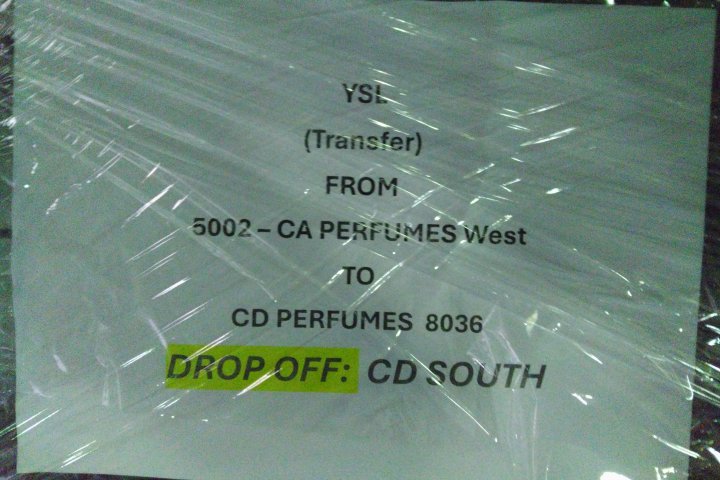 YSL
(Transfer)
FROM
5002 – CA PERFUMES West
TO
CD PERFUMES 8036
DROP OFF: CD SOUTH